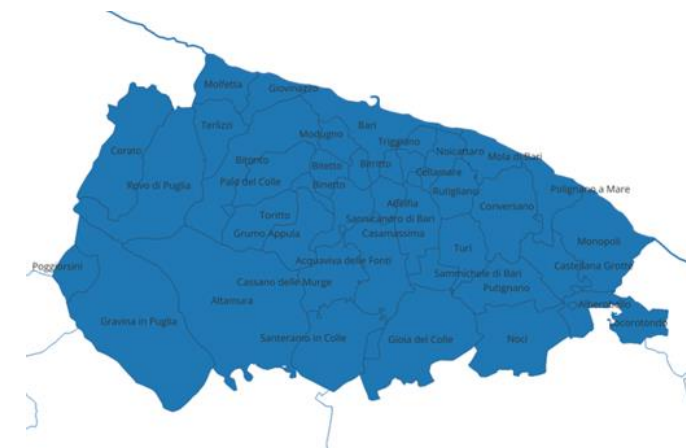 Molfetta
Giovinazzo
Terlizzi
Bari
Modugno
Triggiano
Corato
Noicattaro
Mola di Bari
Bitonto
Bitetto
Bitritto
Cellamare
Ruvo di Puglia
Palo del Colle
Binetto
Rutigliano
Polignano a Mare
Adelfia
Conversano
Toritto
Sannicandro di Bari
Grumo Appula
Casamassima
Monopoli
Turi
Acquaviva delle Fonti
Poggiorsini
Castellana Grotte
Sammichele di Bari
Cassano delle Murge
Putignano
Altamura
Alberobello
Gravina in Puglia
Locorotondo
Santeramo in Colle
Gioia del Colle
Noci